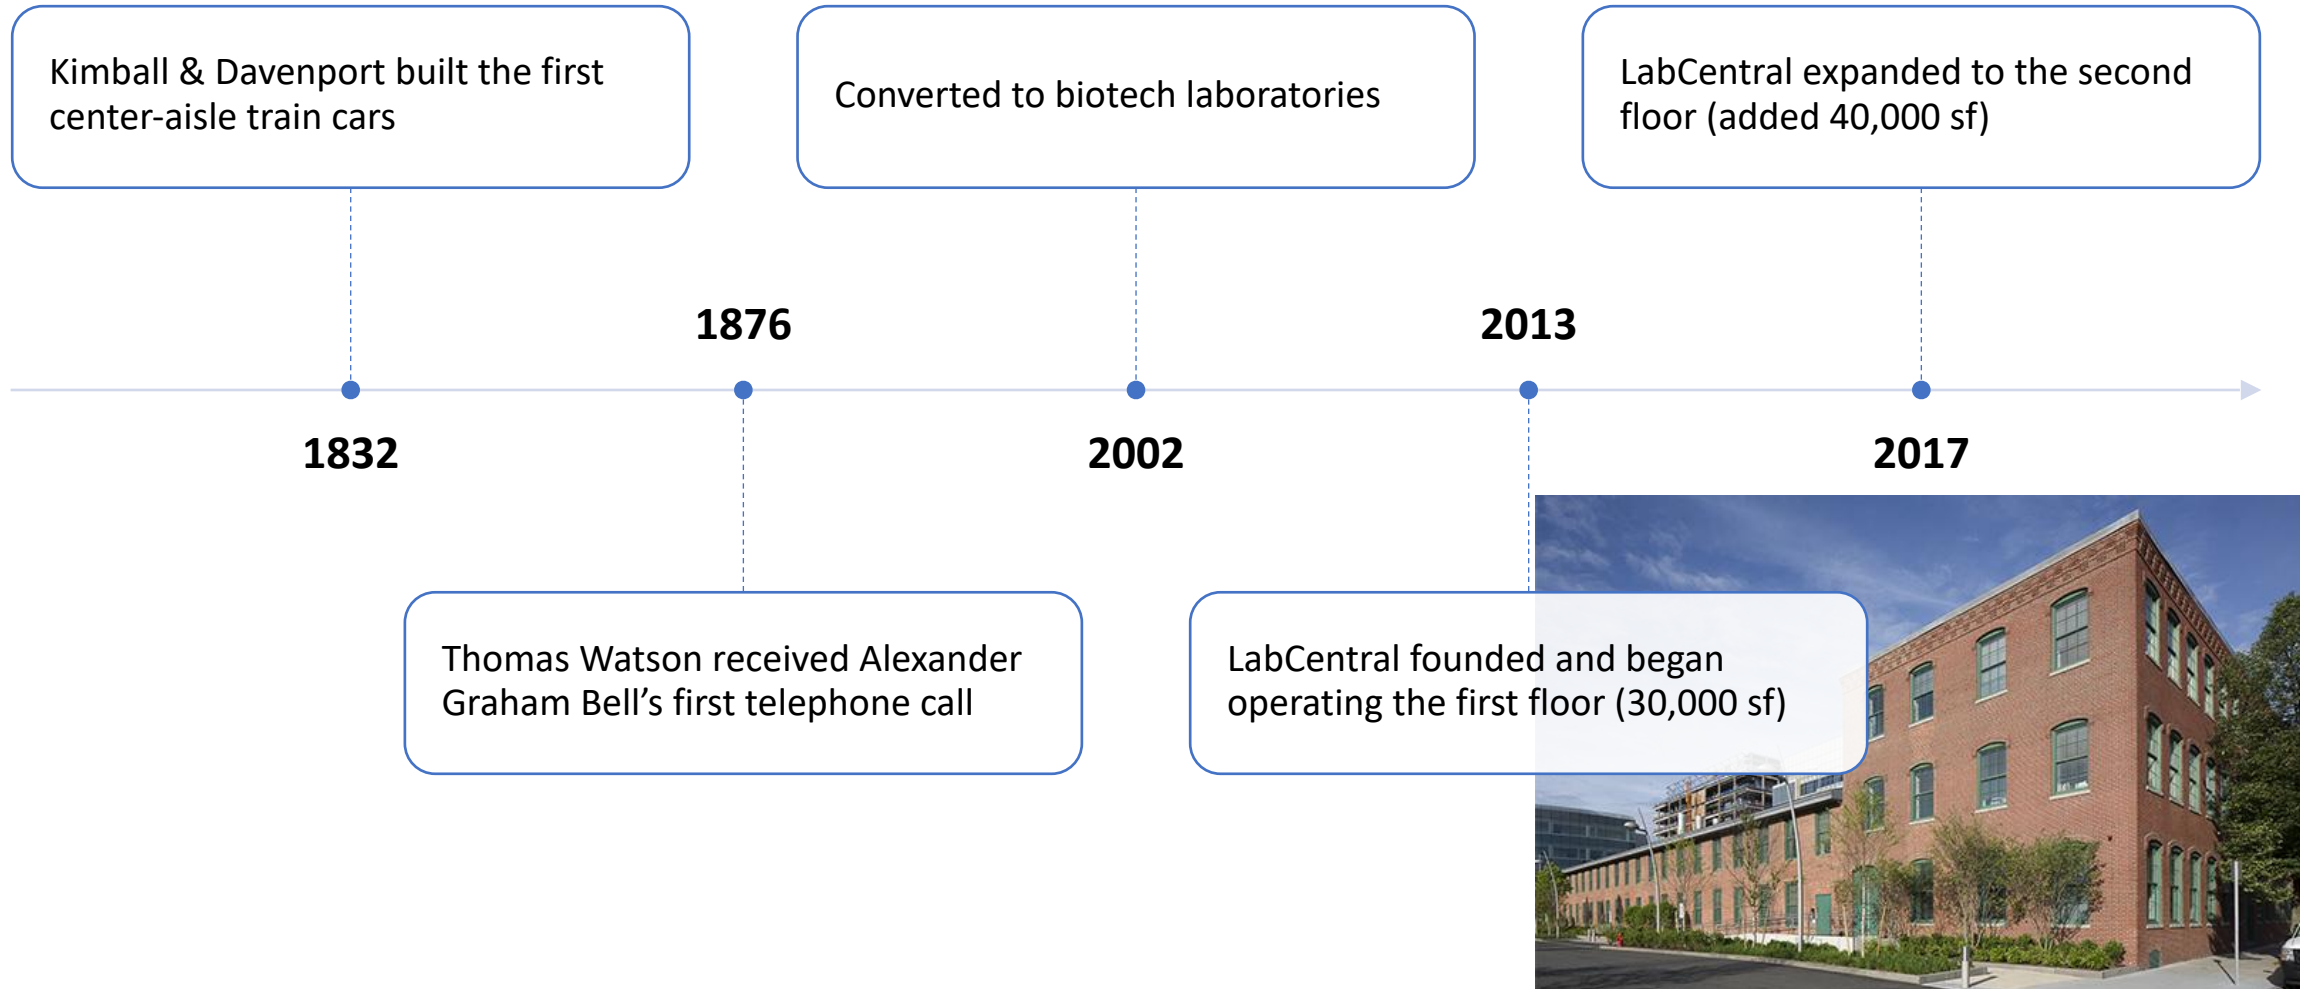 Kimball & Davenport built the first
center-aisle train cars
Converted to biotech laboratories
LabCentral expanded to the second
floor (added 40,000 sf)
1876
2013
1832
2002
2017
Thomas Watson received Alexander
Graham Bell’s first telephone call
LabCentral founded and began
operating the first floor (30,000 sf)